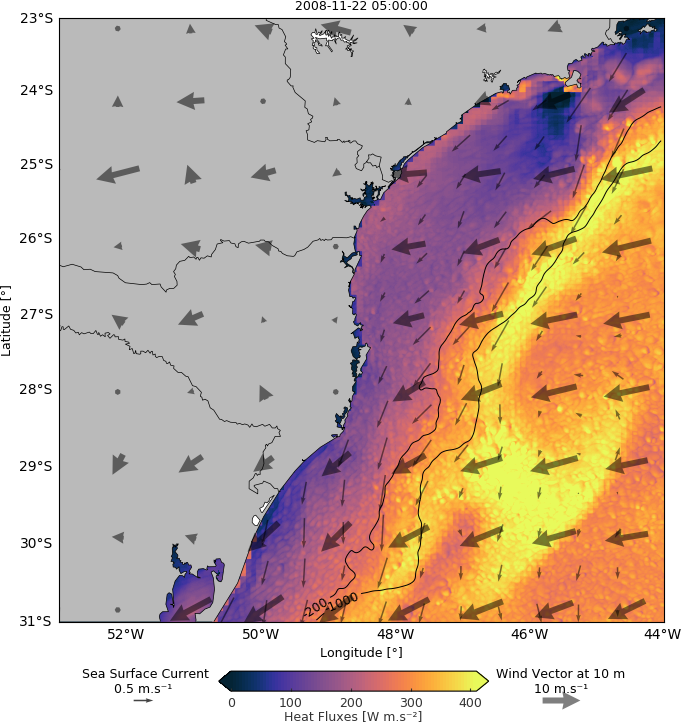 2008-11-22 05:00:00
23°S
24°S
25°S
26°S
27°S
28°S
29°S
30°S
31°S
Latitude [°]
-200
-1000
52°W 50°W 48°W 46°W 44°W
Longitude [°]
Sea Surface Current
0.5 m.s⁻¹
0 100 200 300 400
Heat Fluxes [W m.s⁻²]
Wind Vector at 10 m
10 m.s⁻¹